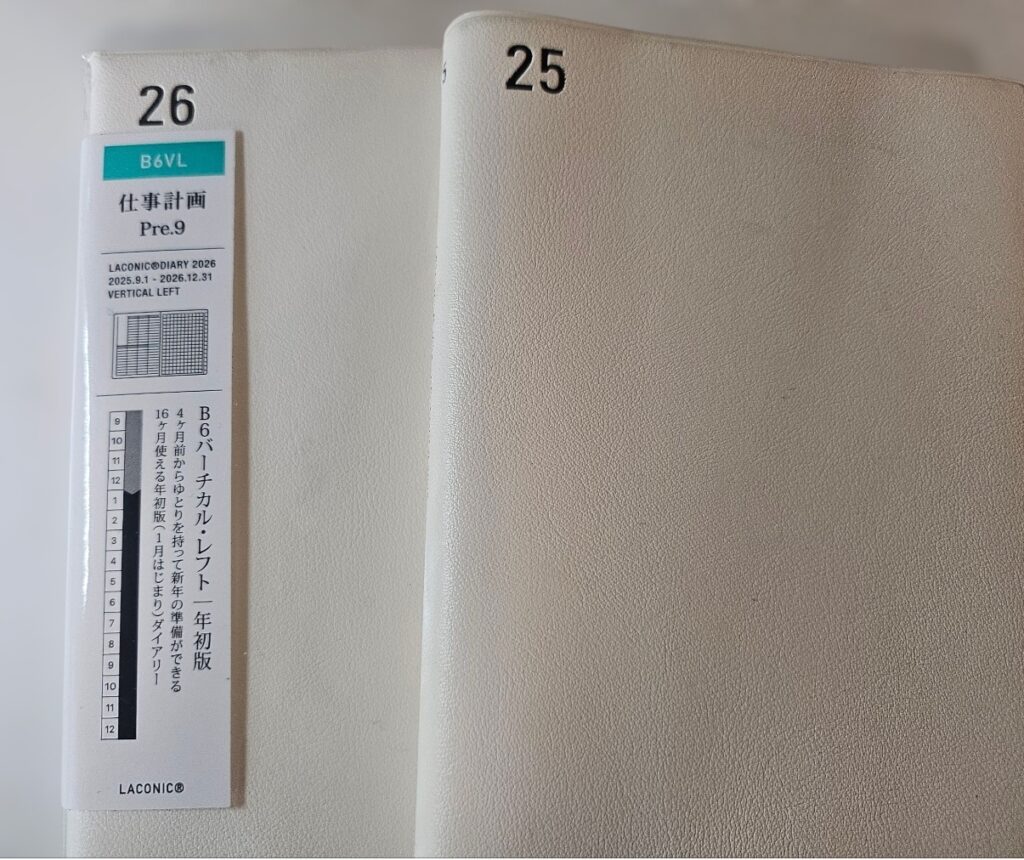 26
25
B6VL
仕事計画
Pre.9
LACONIC®DIARY 2026
2025.9.1 - 2026.12.31
VERTICAL LEFT
B6バーチカル・レフト｜年初版
4ヶ月前からゆとりを持って新年の準備ができる
16ヶ月使える年初版(1月はじまり)ダイアリー
9
10
11
12
1
2
3
4
5
6
7
8
9
10
11
12
LACONIC®